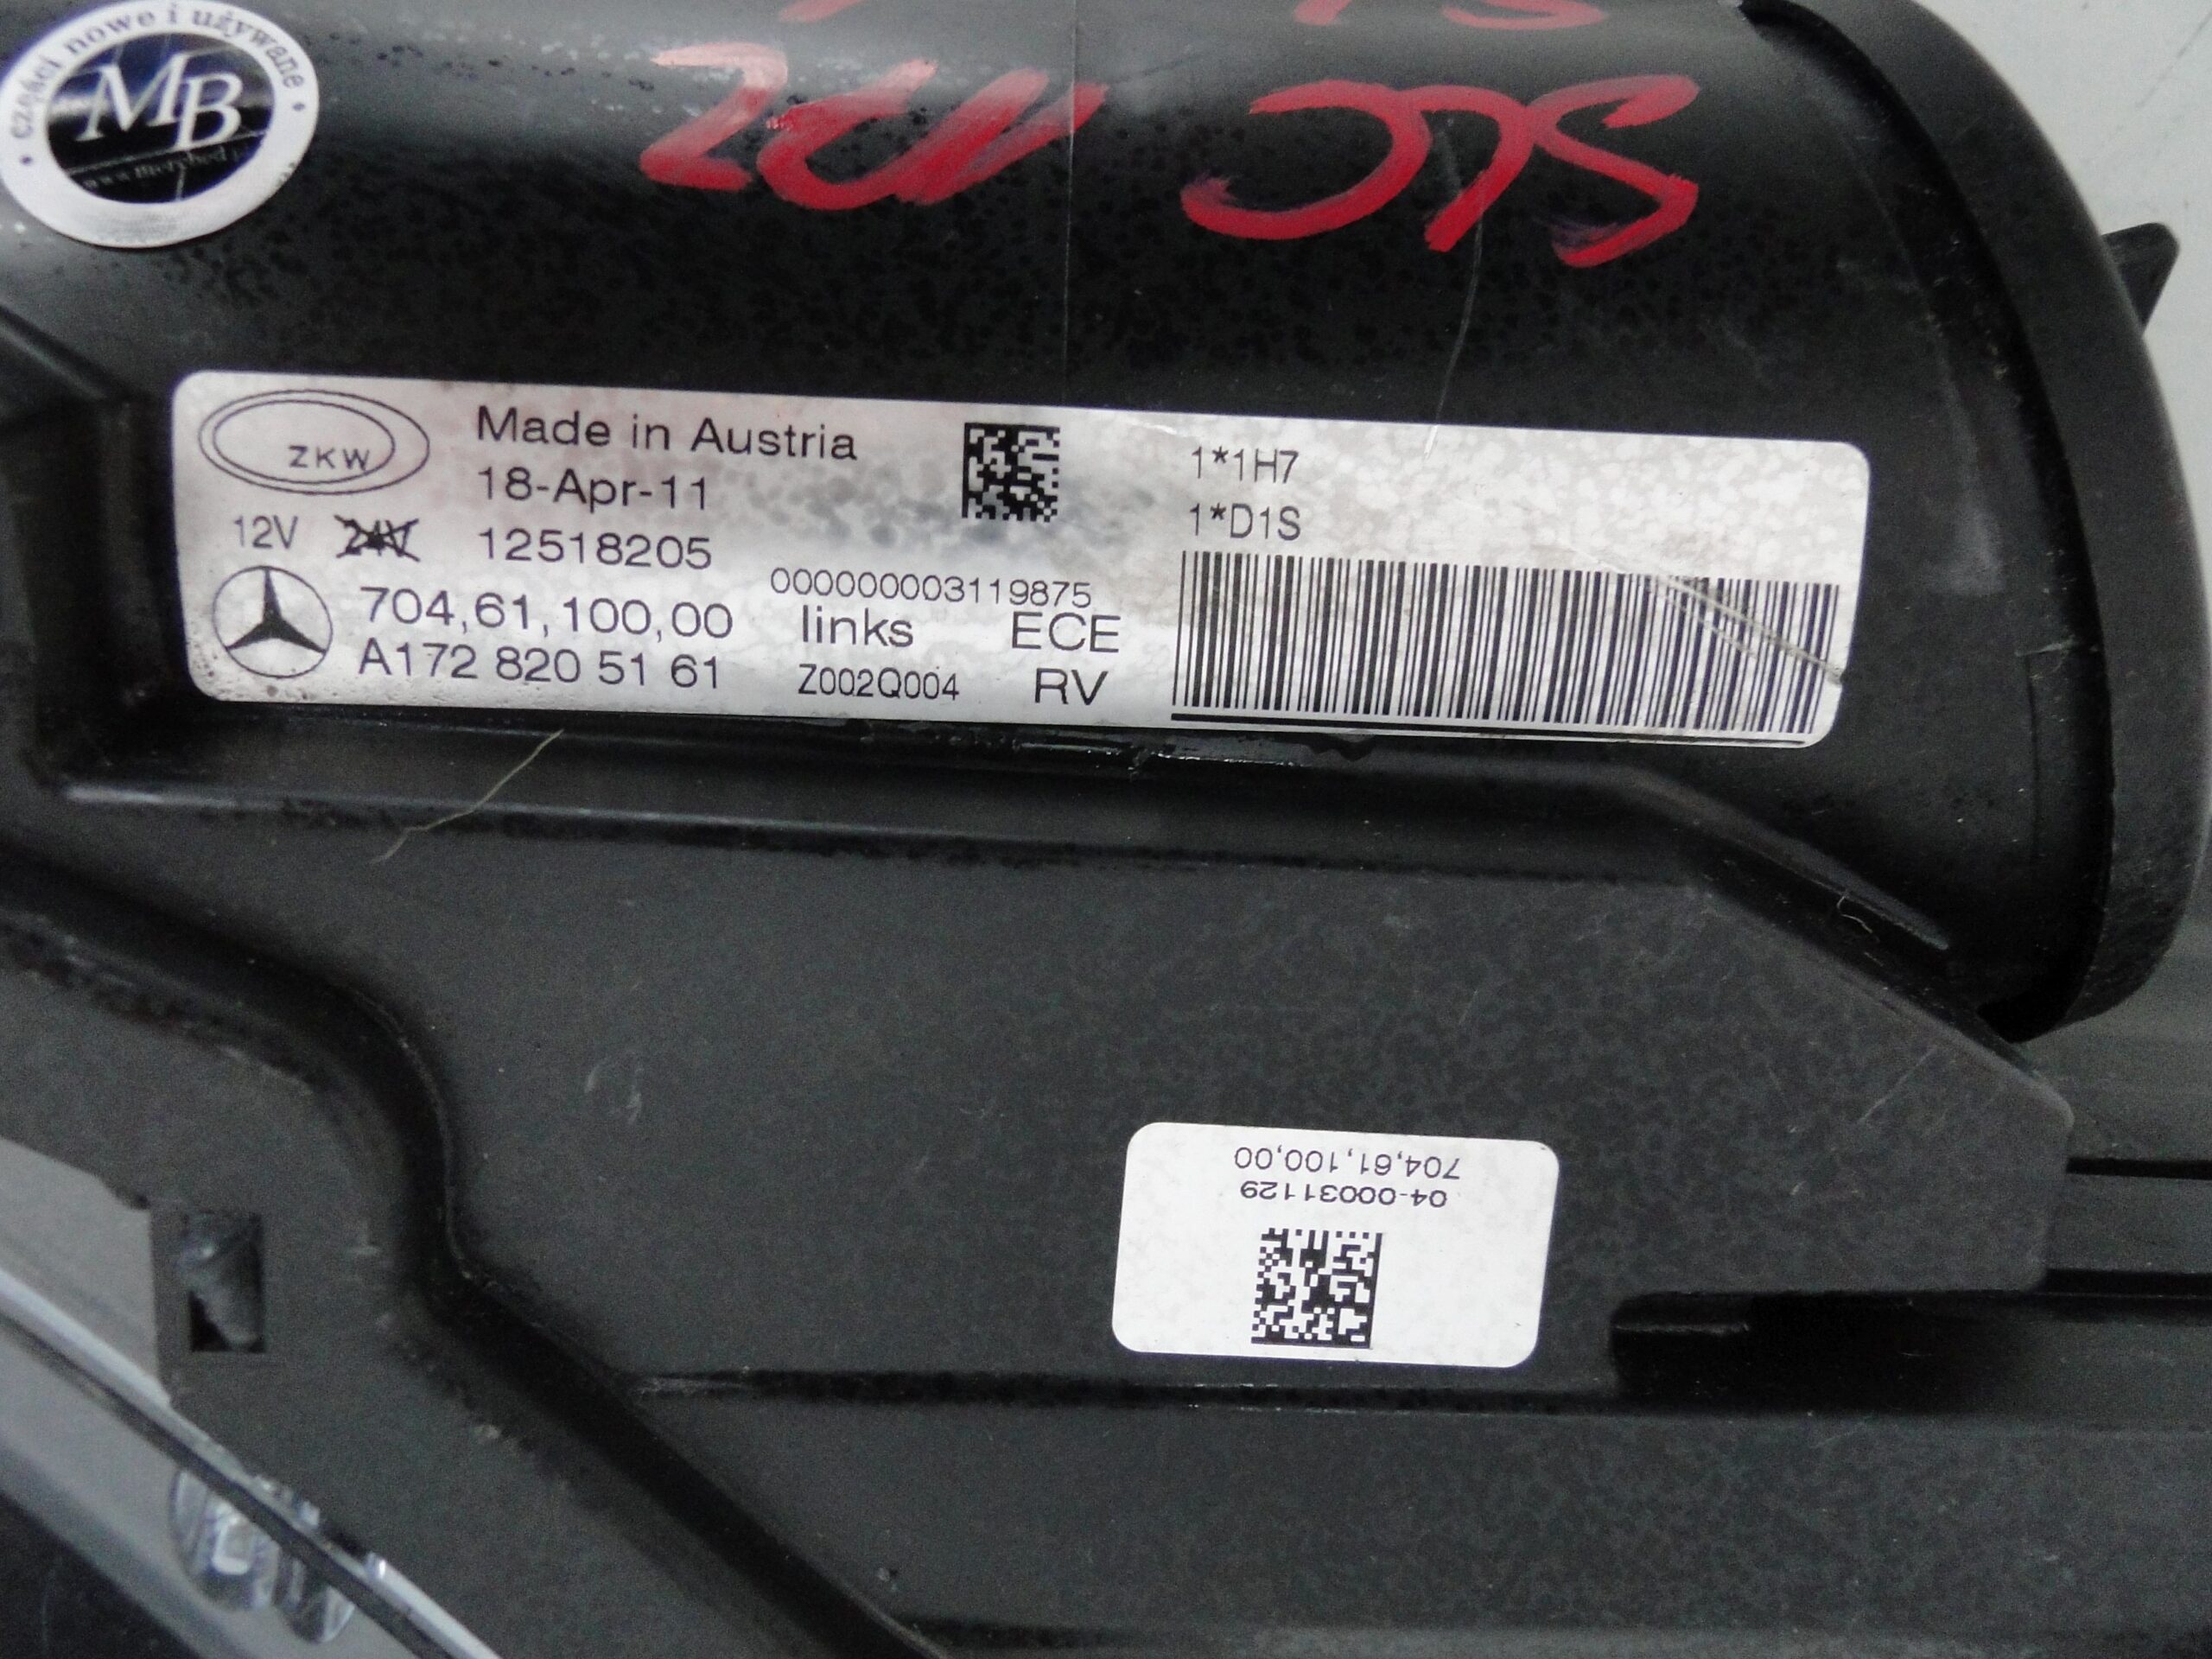 części nowe i używane
MB
SLC 172
ZKW
Made in Austria
18-Apr-11
12V 24V 12518205
000000003119875
704,61,100,00 links ECE
A172 820 51 61 Z002Q004 RV
1*1H7
1*D1S
704,61,100,00
04-00031129